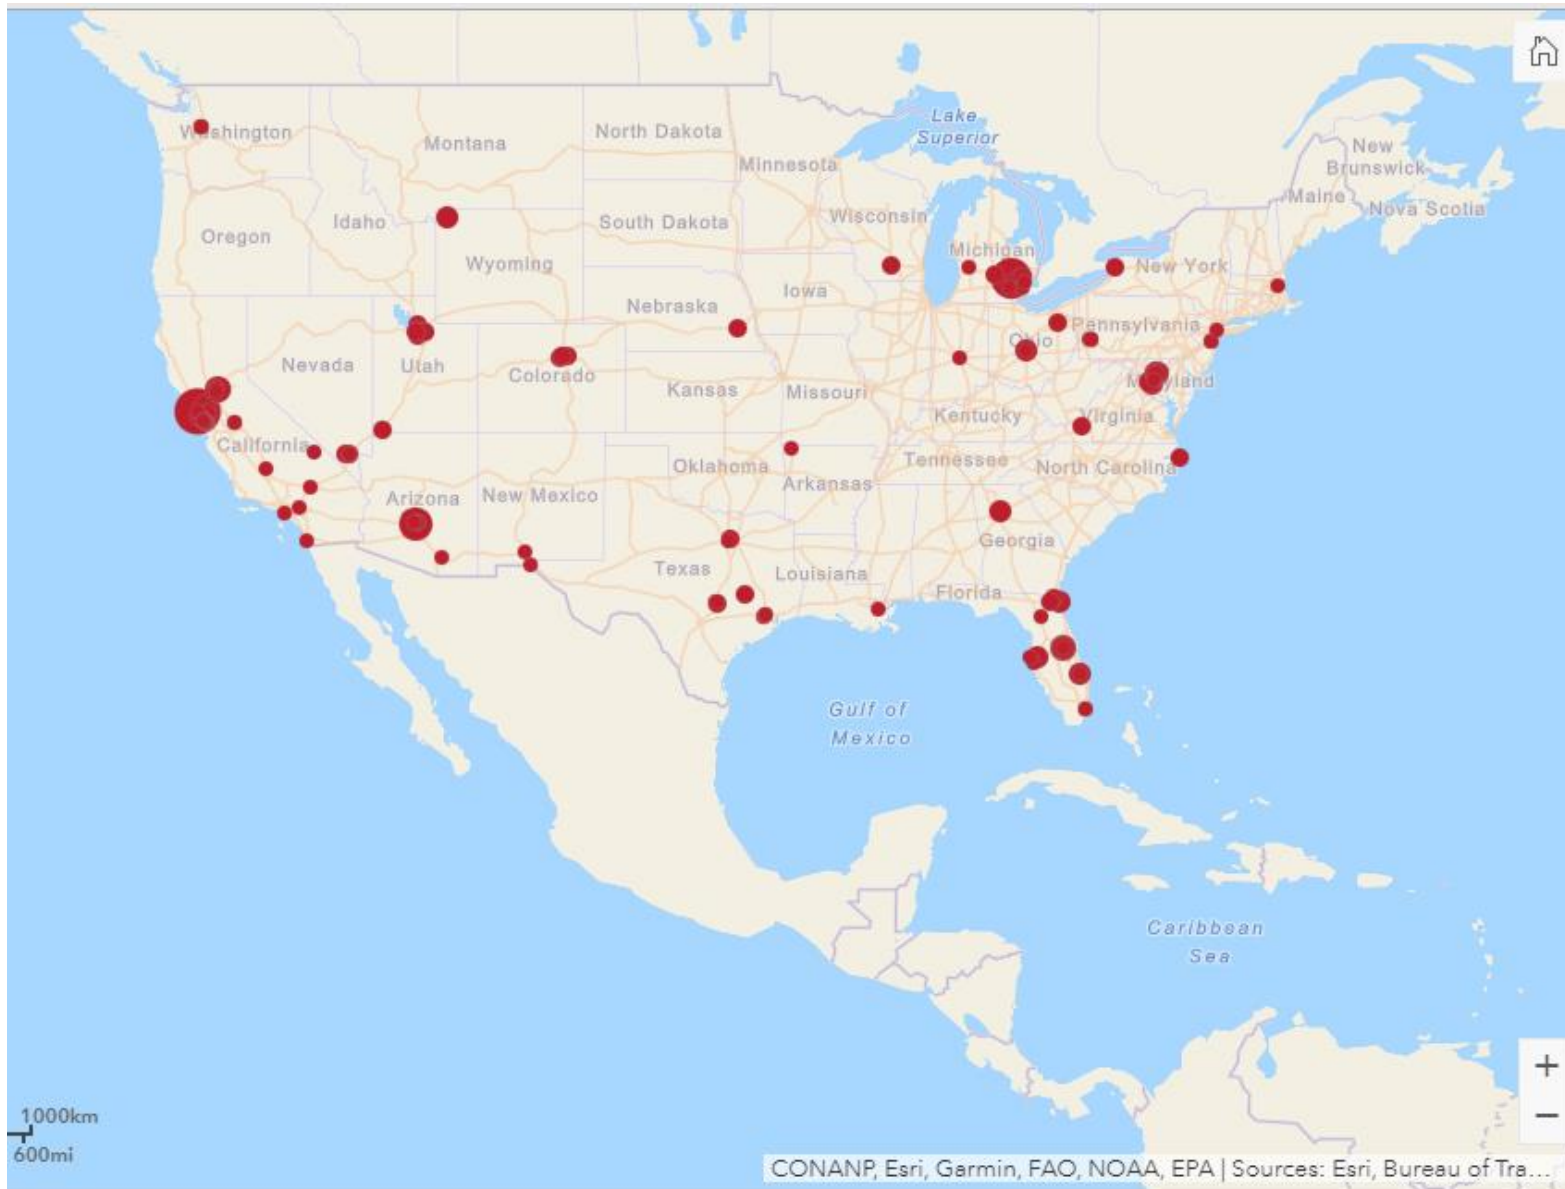 Lake
Superior
Washington
Montana
North Dakota
Minnesota
New
Brunswick
Maine
Nova Scotia
Oregon
Idaho
South Dakota
Wisconsin
Michigan
Wyoming
New York
Iowa
Nebraska
Nevada
Utah
Colorado
Ohio
Pennsylvania
Kansas
Missouri
Maryland
California
Kentucky
Virginia
Arizona
New Mexico
Oklahoma
Arkansas
Tennessee
North Carolina
Georgia
Texas
Louisiana
Florida
Gulf of
Mexico
Caribbean
Sea
+
−
1000km
600mi
CONANP, Esri, Garmin, FAO, NOAA, EPA | Sources: Esri, Bureau of Tra...